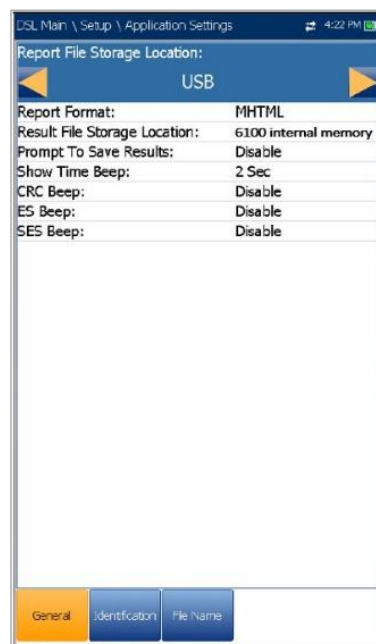 DSL Main \ Setup \ Application Settings 4:22 PM
Report File Storage Location:
USB
Report Format: MHTML
Result File Storage Location: 6100 internal memory
Prompt To Save Results: Disable
Show Time Beep: 2 Sec
CRC Beep: Disable
ES Beep: Disable
SES Beep: Disable
General Identification File Name